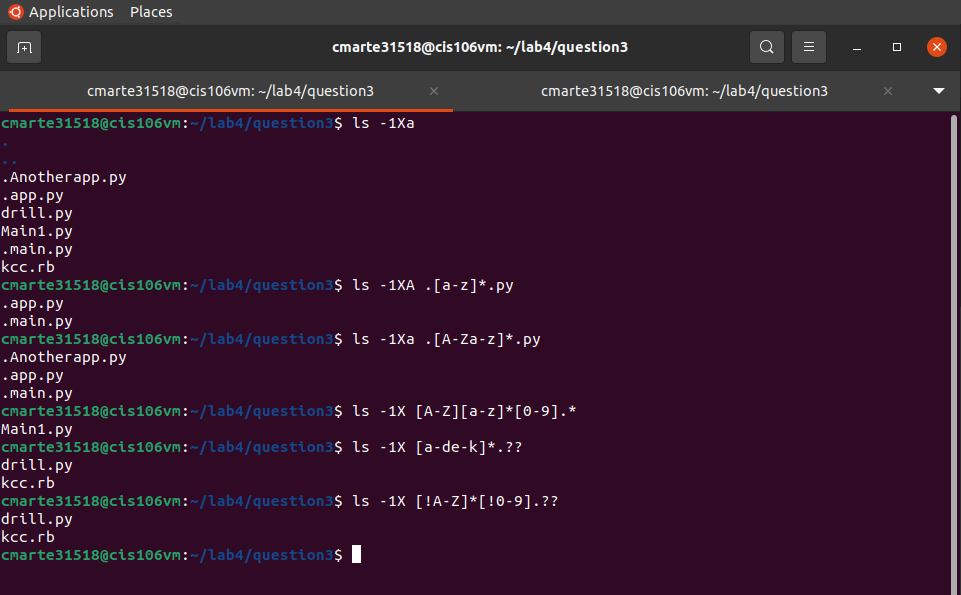 Applications Places
cmarte31518@cis106vm: ~/lab4/question3
cmarte31518@cis106vm: ~/lab4/question3 × cmarte31518@cis106vm: ~/lab4/question3 ×
cmarte31518@cis106vm:~/lab4/question3$ ls -1Xa
.
..
.Anotherapp.py
.app.py
drill.py
Main1.py
.main.py
kcc.rb
cmarte31518@cis106vm:~/lab4/question3$ ls -1XA .[a-z]*.py
.app.py
.main.py
cmarte31518@cis106vm:~/lab4/question3$ ls -1Xa .[A-Za-z]*.py
.Anotherapp.py
.app.py
.main.py
cmarte31518@cis106vm:~/lab4/question3$ ls -1X [A-Z][a-z]*[0-9].*
Main1.py
cmarte31518@cis106vm:~/lab4/question3$ ls -1X [a-de-k]*.??
drill.py
kcc.rb
cmarte31518@cis106vm:~/lab4/question3$ ls -1X [!A-Z]*[!0-9].??
drill.py
kcc.rb
cmarte31518@cis106vm:~/lab4/question3$